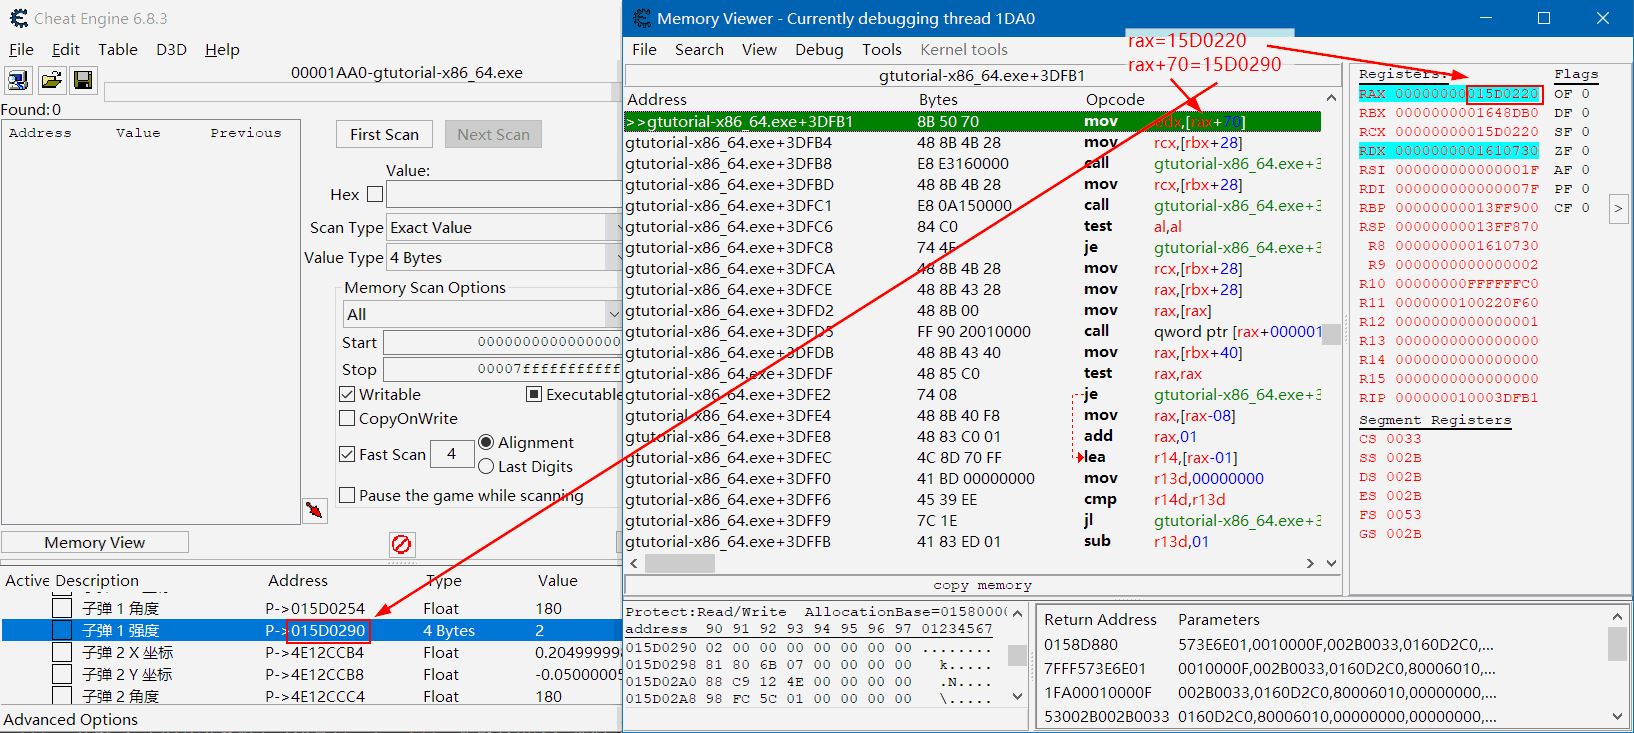 Cheat Engine 6.8.3
File Edit Table D3D Help
00001AA0-gtutorial-x86_64.exe
Found: 0
Address Value Previous
First Scan Next Scan
Value:
Hex
Scan Type Exact Value
Value Type 4 Bytes
Memory Scan Options
All
Start 0000000000000000
Stop 00007fffffffffff
Writable Executable
CopyOnWrite
Fast Scan 4 Alignment
Last Digits
Pause the game while scanning
Memory View
Active Description Address Type Value
子弹 1 角度 P->015D0254 Float 180
子弹 1 强度 P->015D0290 4 Bytes 2
子弹 2 X 坐标 P->4E12CCB4 Float 0.204999998
子弹 2 Y 坐标 P->4E12CCB8 Float -0.05000005
子弹 2 角度 P->4E12CCC4 Float 180
Advanced Options
Memory Viewer - Currently debugging thread 1DA0
File Search View Debug Tools Kernel tools
rax=15D0220
rax+70=15D0290
gtutorial-x86_64.exe+3DFB1
Address Bytes Opcode
>>gtutorial-x86_64.exe+3DFB1 8B 50 70 mov edx,[rax+70]
gtutorial-x86_64.exe+3DFB4 48 8B 4B 28 mov rcx,[rbx+28]
gtutorial-x86_64.exe+3DFB8 E8 E3160000 call gtutorial-x86_64.exe+3
gtutorial-x86_64.exe+3DFBD 48 8B 4B 28 mov rcx,[rbx+28]
gtutorial-x86_64.exe+3DFC1 E8 0A150000 call gtutorial-x86_64.exe+3
gtutorial-x86_64.exe+3DFC6 84 C0 test al,al
gtutorial-x86_64.exe+3DFC8 74 4F je gtutorial-x86_64.exe+3
gtutorial-x86_64.exe+3DFCA 48 8B 4B 28 mov rcx,[rbx+28]
gtutorial-x86_64.exe+3DFCE 48 8B 43 28 mov rax,[rbx+28]
gtutorial-x86_64.exe+3DFD2 48 8B 00 mov rax,[rax]
gtutorial-x86_64.exe+3DFD5 FF 90 20010000 call qword ptr [rax+000001
gtutorial-x86_64.exe+3DFDB 48 8B 43 40 mov rax,[rbx+40]
gtutorial-x86_64.exe+3DFDF 48 85 C0 test rax,rax
gtutorial-x86_64.exe+3DFE2 74 08 je gtutorial-x86_64.exe+3
gtutorial-x86_64.exe+3DFE4 48 8B 40 F8 mov rax,[rax-08]
gtutorial-x86_64.exe+3DFE8 48 83 C0 01 add rax,01
gtutorial-x86_64.exe+3DFEC 4C 8D 70 FF lea r14,[rax-01]
gtutorial-x86_64.exe+3DFF0 41 BD 00000000 mov r13d,00000000
gtutorial-x86_64.exe+3DFF6 45 39 EE cmp r14d,r13d
gtutorial-x86_64.exe+3DFF9 7C 1E jl gtutorial-x86_64.exe+3
gtutorial-x86_64.exe+3DFFB 41 83 ED 01 sub r13d,01
copy memory
Registers: Flags
RAX 00000000015D0220 OF 0
RBX 0000000001648DB0 DF 0
RCX 00000000015D0220 SF 0
RDX 0000000001610730 ZF 0
RSI 000000000000001F AF 0
RDI 000000000000007F PF 0
RBP 00000000013FF900 CF 0
RSP 00000000013FF870
R8 0000000001610730
R9 0000000000000002
R10 00000000FFFFFFC0
R11 0000000100220F60
R12 0000000000000001
R13 0000000000000000
R14 0000000000000000
R15 0000000000000000
RIP 000000010003DFB1
Segment Registers
CS 0033
SS 002B
DS 002B
ES 002B
FS 0053
GS 002B
>
Protect:Read/Write AllocationBase=01580000
address 90 91 92 93 94 95 96 97 01234567
015D0290 02 00 00 00 00 00 00 00 ........
015D0298 81 80 6B 07 00 00 00 00 k.....
015D02A0 88 C9 12 4E 00 00 00 00 .N....
015D02A8 98 FC 5C 01 00 00 00 00 \.....
Return Address Parameters
0158D880 573E6E01,0010000F,002B0033,0160D2C0,...
7FFF573E6E01 0010000F,002B0033,0160D2C0,80006010,...
1FA00010000F 002B0033,0160D2C0,80006010,00000000,...
53002B002B0033 0160D2C0,80006010,00000000,00000000,...